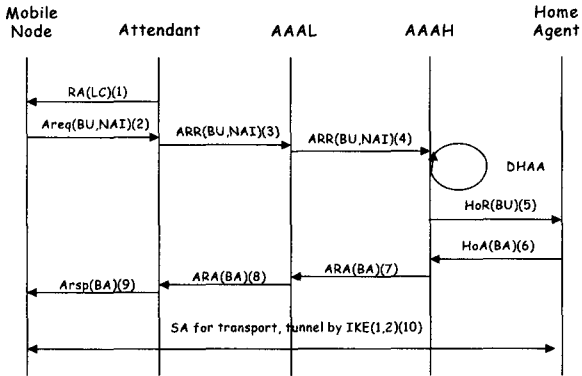 Mobile Node
Attendant
AAAL
AAAH
Home Agent
RA(LC)(1)
Areq(BU,NAI)(2)
ARR(BU,NAI)(3)
ARR(BU,NAI)(4)
DHAA
HoR(BU)(5)
HoA(BA)(6)
ARA(BA)(7)
ARA(BA)(8)
Arsp(BA)(9)
SA for transport, tunnel by IKE(1,2)(10)